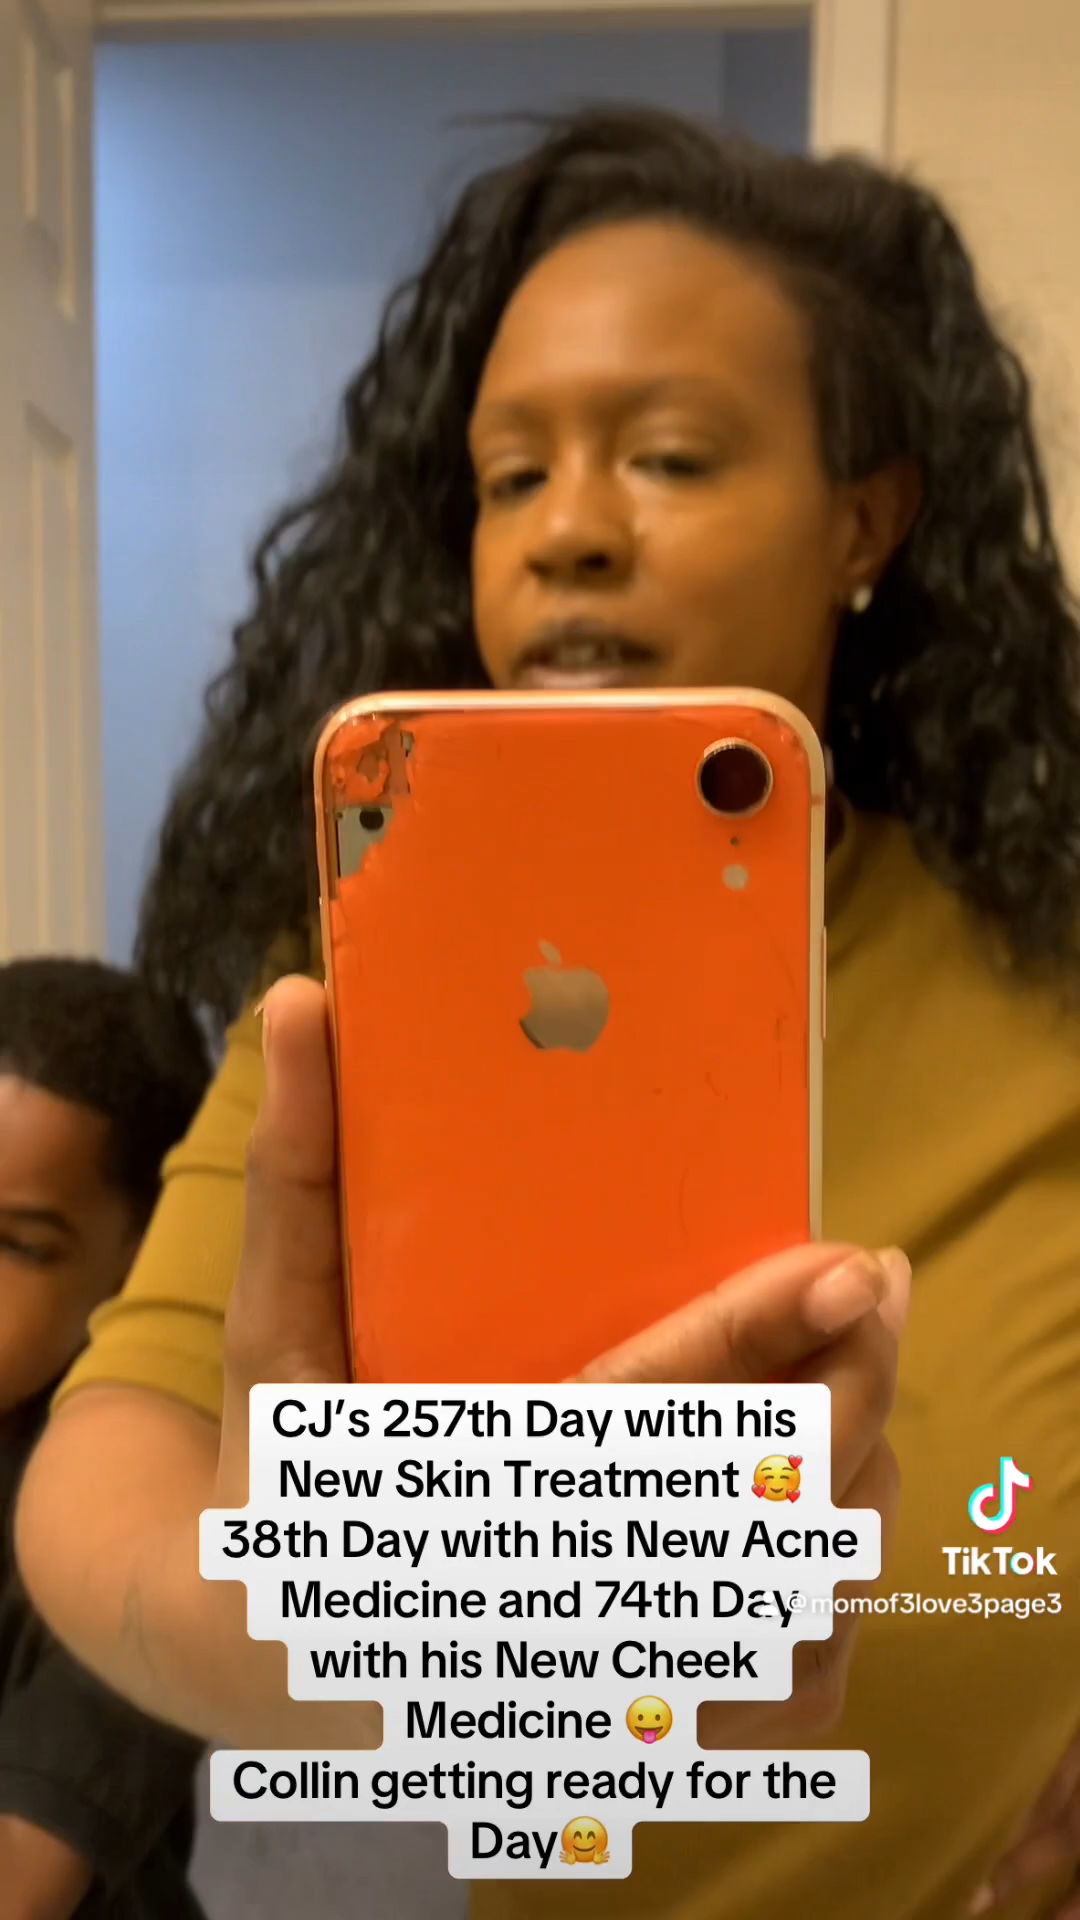 CJ’s 257th Day with his
New Skin Treatment 🥰
38th Day with his New Acne
Medicine and 74th Day
with his New Cheek
Medicine 😛
Collin getting ready for the
Day🤗
TikTok
@momof3love3page3